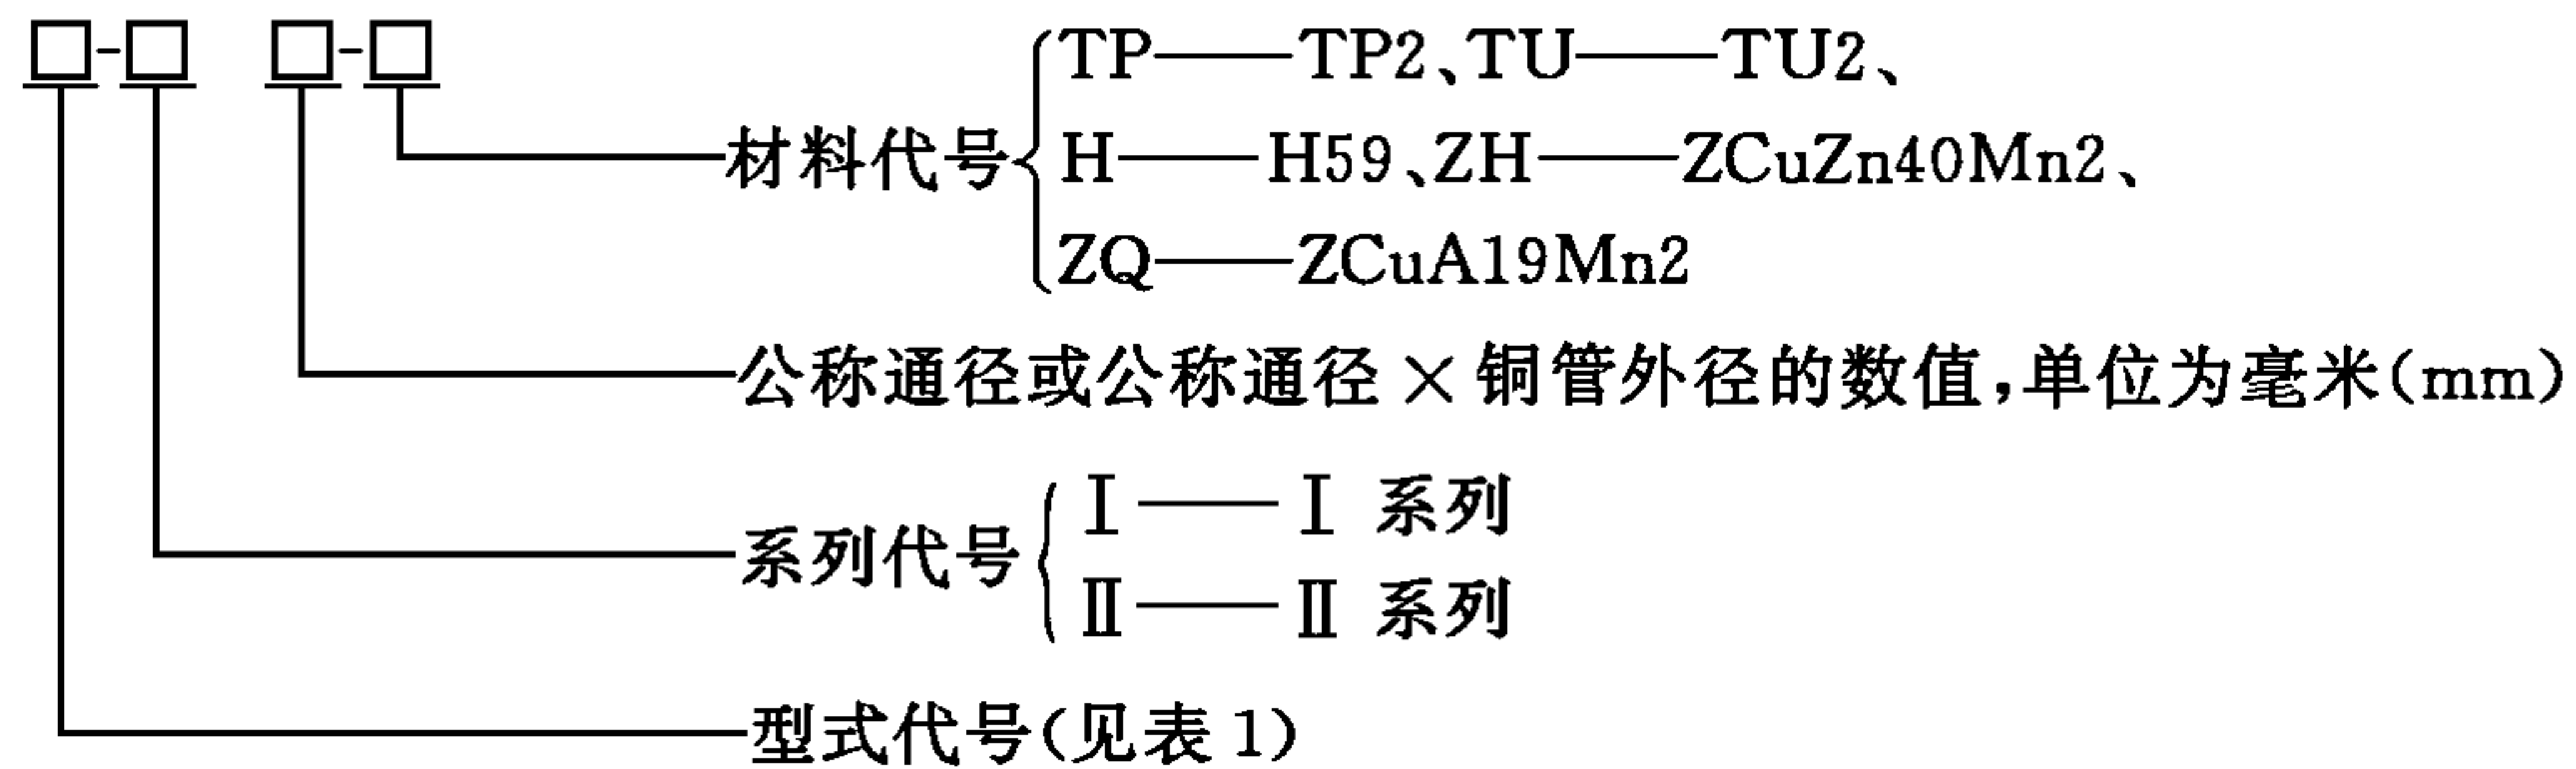 □-□ □-□
TP——TP2、TU——TU2、
材料代号 H——H59、ZH——ZCuZn40Mn2、
ZQ——ZCuA19Mn2
公称通径或公称通径×铜管外径的数值,单位为毫米(mm)
Ⅰ——Ⅰ 系列
系列代号
Ⅱ——Ⅱ 系列
型式代号(见表 1)